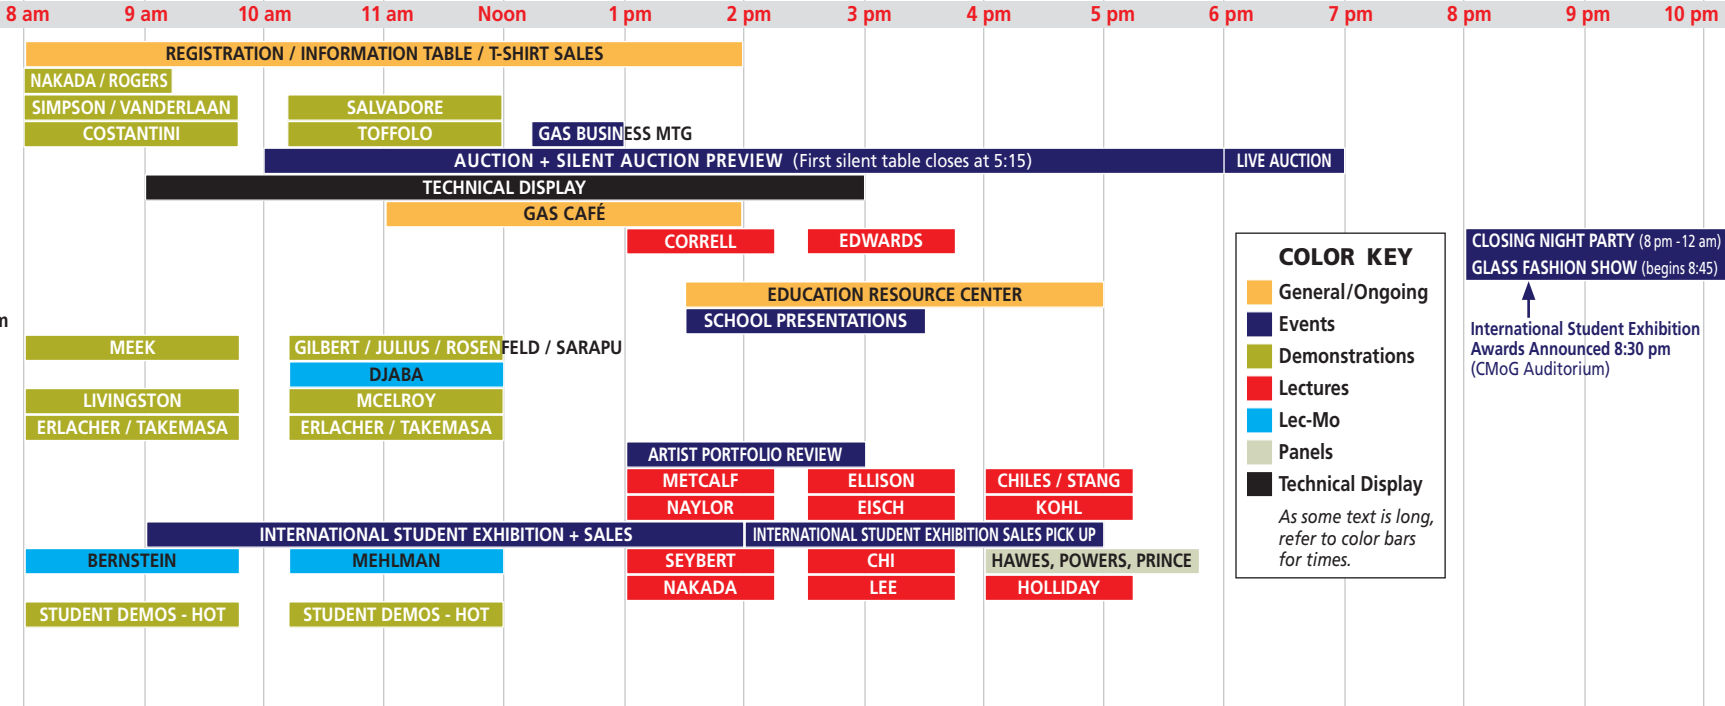 8 am 9 am 10 am 11 am Noon 1 pm 2 pm 3 pm 4 pm 5 pm 6 pm 7 pm 8 pm 9 pm 10 pm
REGISTRATION / INFORMATION TABLE / T-SHIRT SALES
NAKADA / ROGERS
SIMPSON / VANDERLAAN SALVADORE
COSTANTINI TOFFOLO GAS BUSINESS MTG
AUCTION + SILENT AUCTION PREVIEW (First silent table closes at 5:15) LIVE AUCTION
TECHNICAL DISPLAY
GAS CAFÉ
CORRELL EDWARDS
EDUCATION RESOURCE CENTER
SCHOOL PRESENTATIONS
m
MEEK GILBERT / JULIUS / ROSENFELD / SARAPU
DJABA
LIVINGSTON MCELROY
ERLACHER / TAKEMASA ERLACHER / TAKEMASA
ARTIST PORTFOLIO REVIEW
METCALF ELLISON CHILES / STANG
NAYLOR EISCH KOHL
INTERNATIONAL STUDENT EXHIBITION + SALES INTERNATIONAL STUDENT EXHIBITION SALES PICK UP
BERNSTEIN MEHLMAN SEYBERT CHI HAWES, POWERS, PRINCE
NAKADA LEE HOLLIDAY
STUDENT DEMOS - HOT STUDENT DEMOS - HOT
COLOR KEY
General/Ongoing
Events
Demonstrations
Lectures
Lec-Mo
Panels
Technical Display
As some text is long,
refer to color bars
for times.
CLOSING NIGHT PARTY (8 pm - 12 am)
GLASS FASHION SHOW (begins 8:45)
International Student Exhibition
Awards Announced 8:30 pm
(CMoG Auditorium)